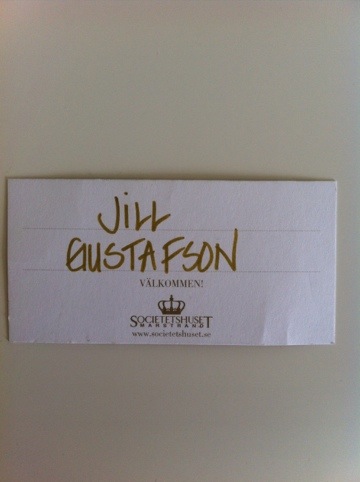 JILL
GUSTAFSON
VÄLKOMMEN!
SOCIETETSHUSET
MARSTRAND
www.societetshuset.se